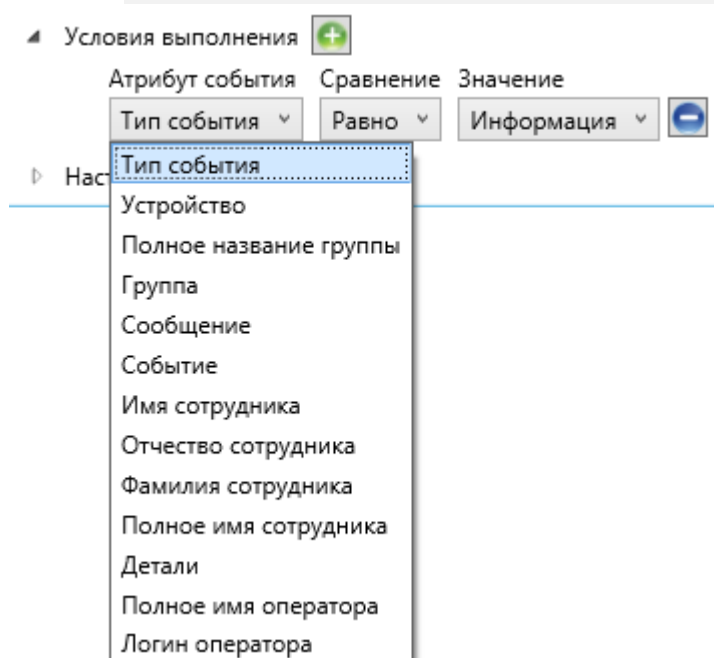 Условия выполнения
Атрибут события Сравнение Значение
Тип события Равно Информация
Тип события
Наст
Устройство
Полное название группы
Группа
Сообщение
Событие
Имя сотрудника
Отчество сотрудника
Фамилия сотрудника
Полное имя сотрудника
Детали
Полное имя оператора
Логин оператора